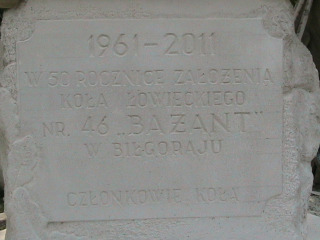 1961-2011
W 50 ROCZNICĘ ZAŁOŻENIA
KOŁA ŁOWIECKIEGO
NR. 46 „BAŻANT"
W BIŁGORAJU
CZŁONKOWIE KOŁA